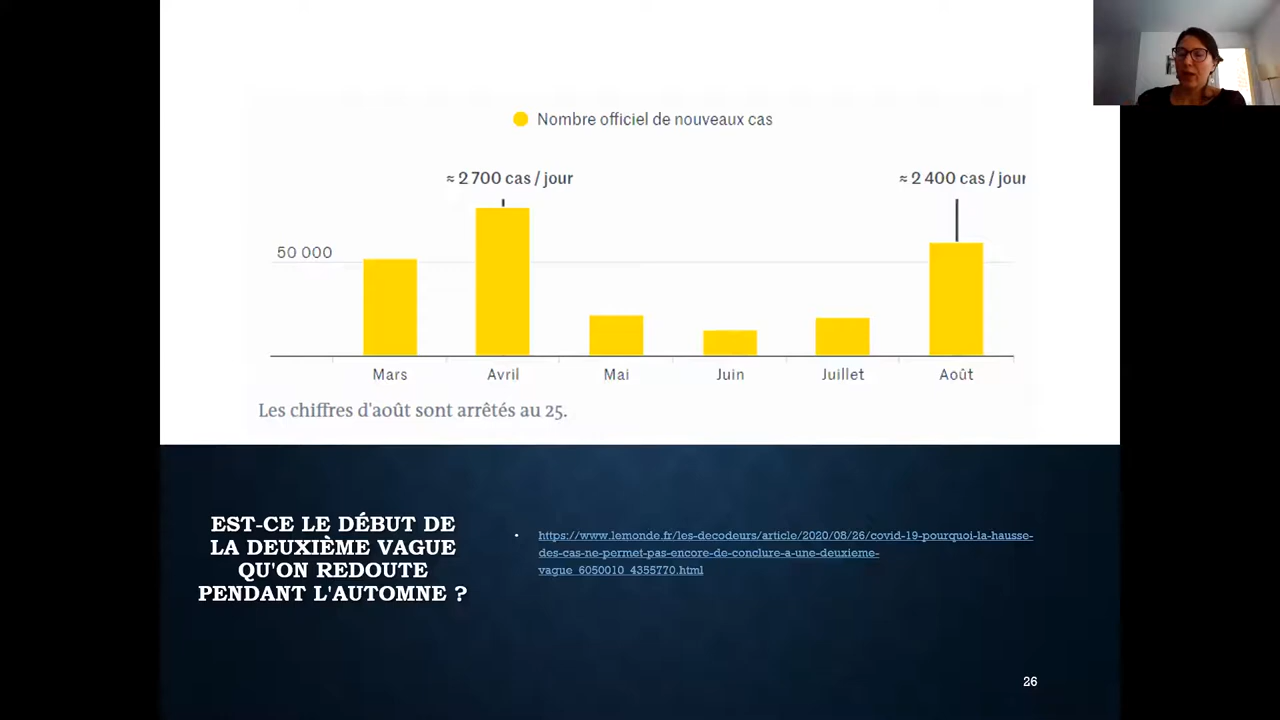 Nombre officiel de nouveaux cas
≈ 2 700 cas / jour
≈ 2 400 cas / jour
50 000
Mars
Avril
Mai
Juin
Juillet
Août
Les chiffres d'août sont arrêtés au 25.
EST-CE LE DÉBUT DE
LA DEUXIÈME VAGUE
QU'ON REDOUTE
PENDANT L'AUTOMNE ?
• https://www.lemonde.fr/les-decodeurs/article/2020/08/26/covid-19-pourquoi-la-hausse-
des-cas-ne-permet-pas-encore-de-conclure-a-une-deuxieme-
vague_6050010_4355770.html
26